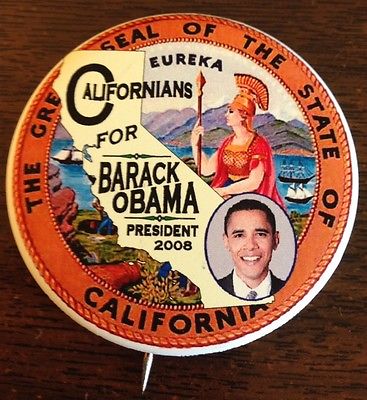 THE GREAT SEAL OF THE STATE OF
CALIFORNIA
EUREKA
CALIFORNIANS
FOR
BARACK
OBAMA
PRESIDENT
2008